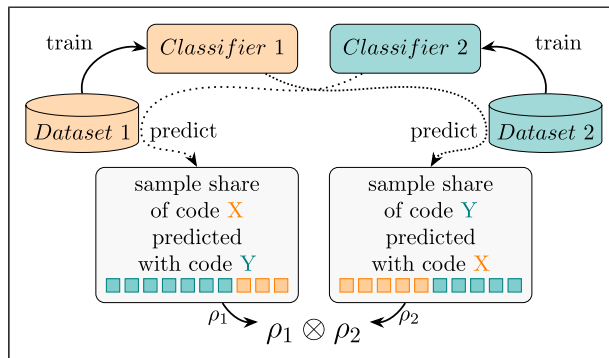 train
Classifier 1
Classifier 2
train
Dataset 1
predict
predict
Dataset 2
sample share
of code X
predicted
with code Y
sample share
of code Y
predicted
with code X
ρ₁
ρ₂
ρ₁ ⊗ ρ₂